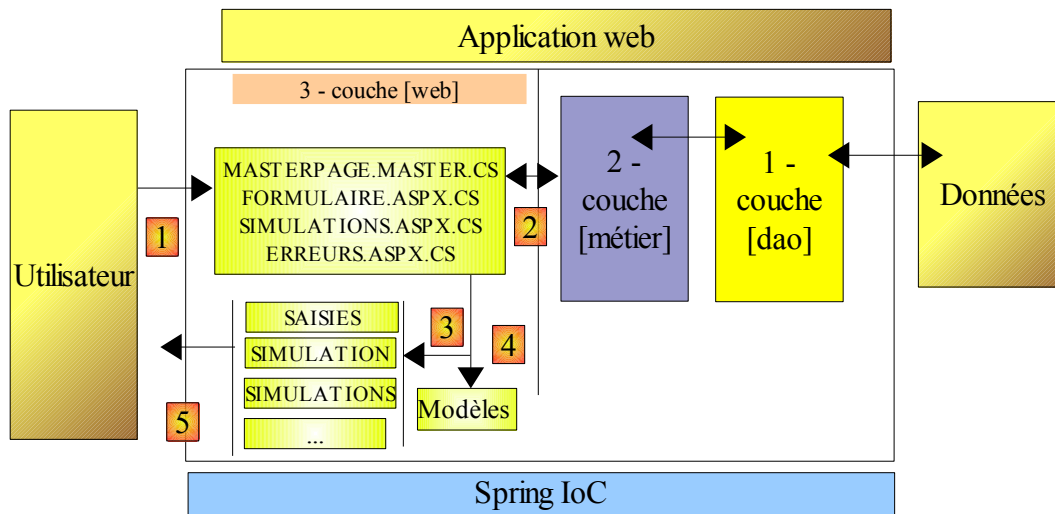 Application web
3 - couche [web]
Utilisateur
1
MASTERPAGE.MASTER.CS
FORMULAIRE.ASPX.CS
SIMULATIONS.ASPX.CS
ERREURS.ASPX.CS
2
2 -
couche
[métier]
1 -
couche
[dao]
Données
SAISIES
SIMULATION
SIMULATIONS
...
3
4
Modèles
5
Spring IoC